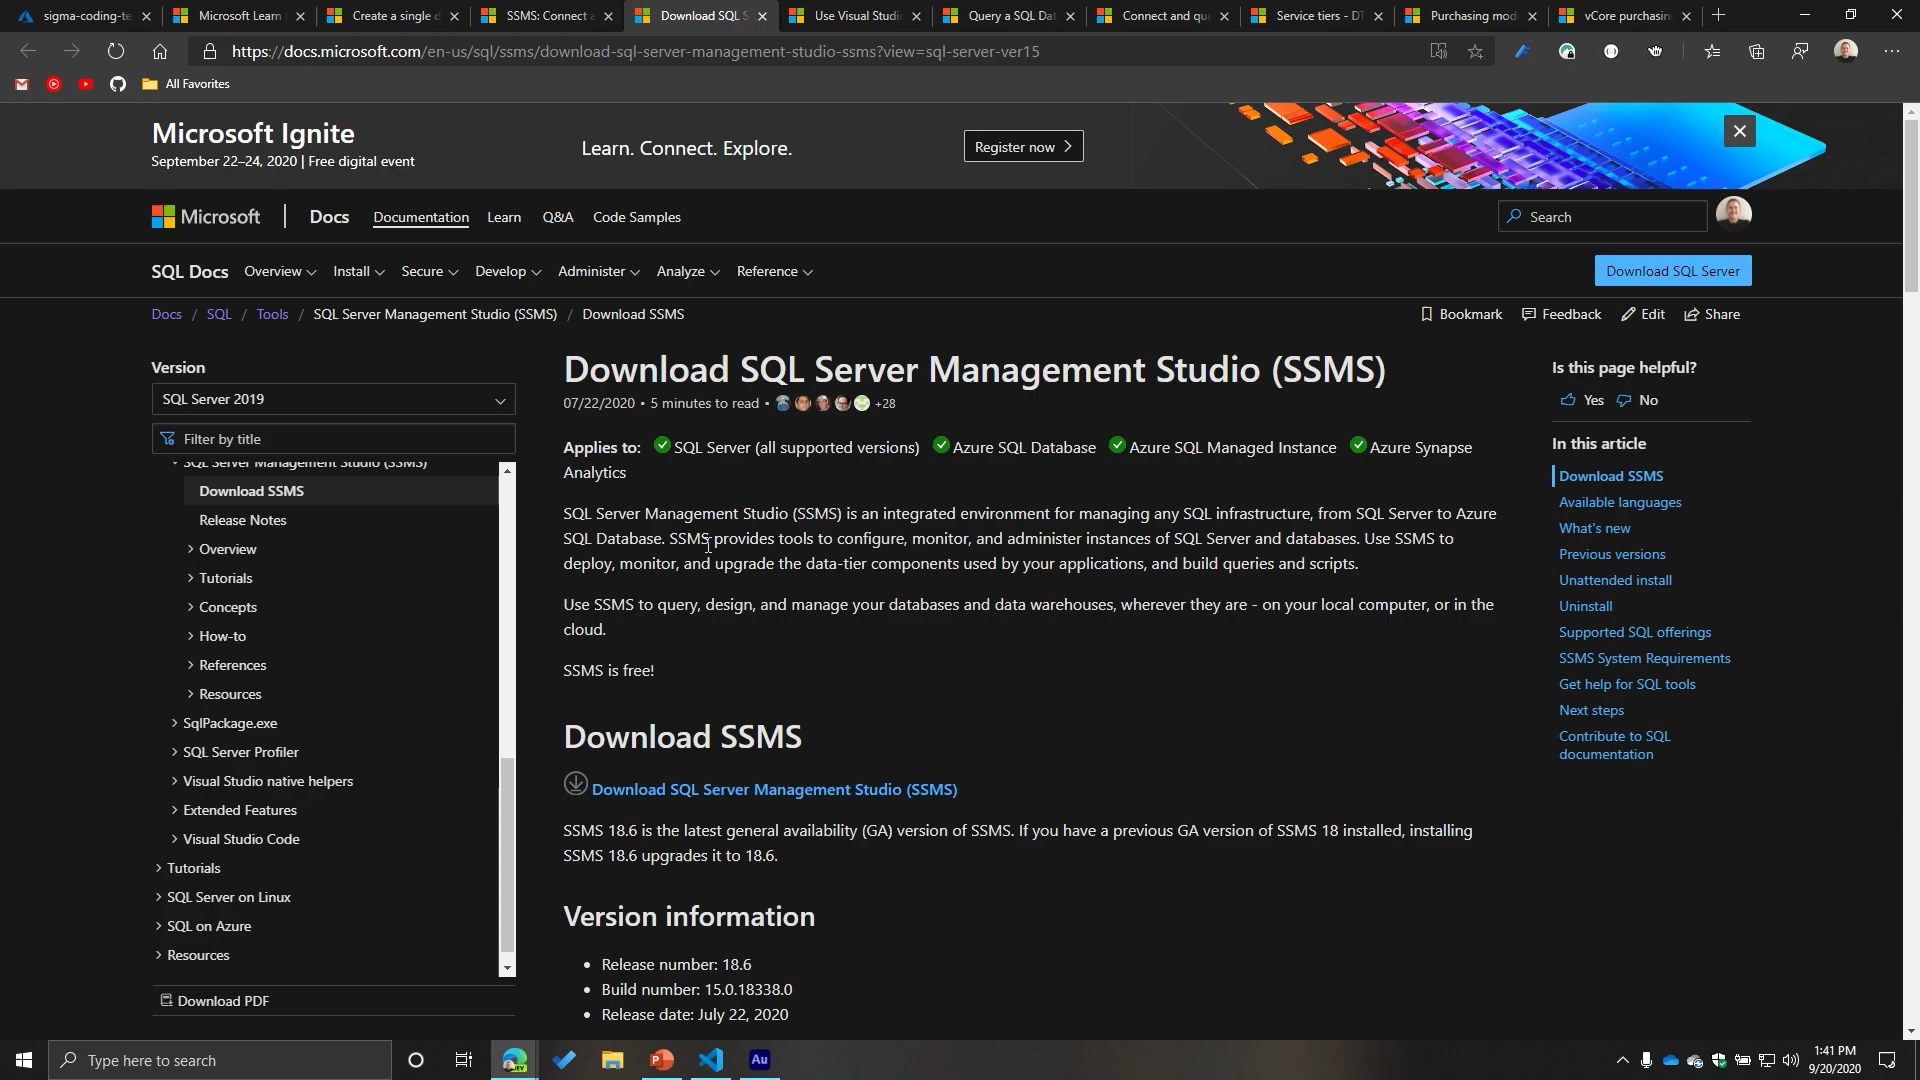 sigma-coding-te
Microsoft Learn
Create a single d
SSMS: Connect a
Download SQL S
Use Visual Studi
Query a SQL Dat
Connect and qu
Service tiers - DT
Purchasing mod
vCore purchasin
https://docs.microsoft.com/en-us/sql/ssms/download-sql-server-management-studio-ssms?view=sql-server-ver15
All Favorites
Microsoft Ignite
September 22–24, 2020 | Free digital event
Learn. Connect. Explore.
Register now
Microsoft
Docs
Documentation
Learn
Q&A
Code Samples
Search
SQL Docs
Overview
Install
Secure
Develop
Administer
Analyze
Reference
Download SQL Server
Docs / SQL / Tools / SQL Server Management Studio (SSMS) / Download SSMS
Bookmark
Feedback
Edit
Share
Version
SQL Server 2019
Filter by title
SQL Server Management Studio (SSMS)
Download SSMS
Release Notes
Overview
Tutorials
Concepts
How-to
References
Resources
SqlPackage.exe
SQL Server Profiler
Visual Studio native helpers
Extended Features
Visual Studio Code
Tutorials
SQL Server on Linux
SQL on Azure
Resources
Download PDF
Download SQL Server Management Studio (SSMS)
07/22/2020 • 5 minutes to read • +28
Applies to: SQL Server (all supported versions) Azure SQL Database Azure SQL Managed Instance Azure Synapse
Analytics
SQL Server Management Studio (SSMS) is an integrated environment for managing any SQL infrastructure, from SQL Server to Azure
SQL Database. SSMS provides tools to configure, monitor, and administer instances of SQL Server and databases. Use SSMS to
deploy, monitor, and upgrade the data-tier components used by your applications, and build queries and scripts.
Use SSMS to query, design, and manage your databases and data warehouses, wherever they are - on your local computer, or in the
cloud.
SSMS is free!
Download SSMS
Download SQL Server Management Studio (SSMS)
SSMS 18.6 is the latest general availability (GA) version of SSMS. If you have a previous GA version of SSMS 18 installed, installing
SSMS 18.6 upgrades it to 18.6.
Version information
• Release number: 18.6
• Build number: 15.0.18338.0
• Release date: July 22, 2020
Is this page helpful?
Yes
No
In this article
Download SSMS
Available languages
What's new
Previous versions
Unattended install
Uninstall
Supported SQL offerings
SSMS System Requirements
Get help for SQL tools
Next steps
Contribute to SQL
documentation
Type here to search
Au
1:41 PM
9/20/2020